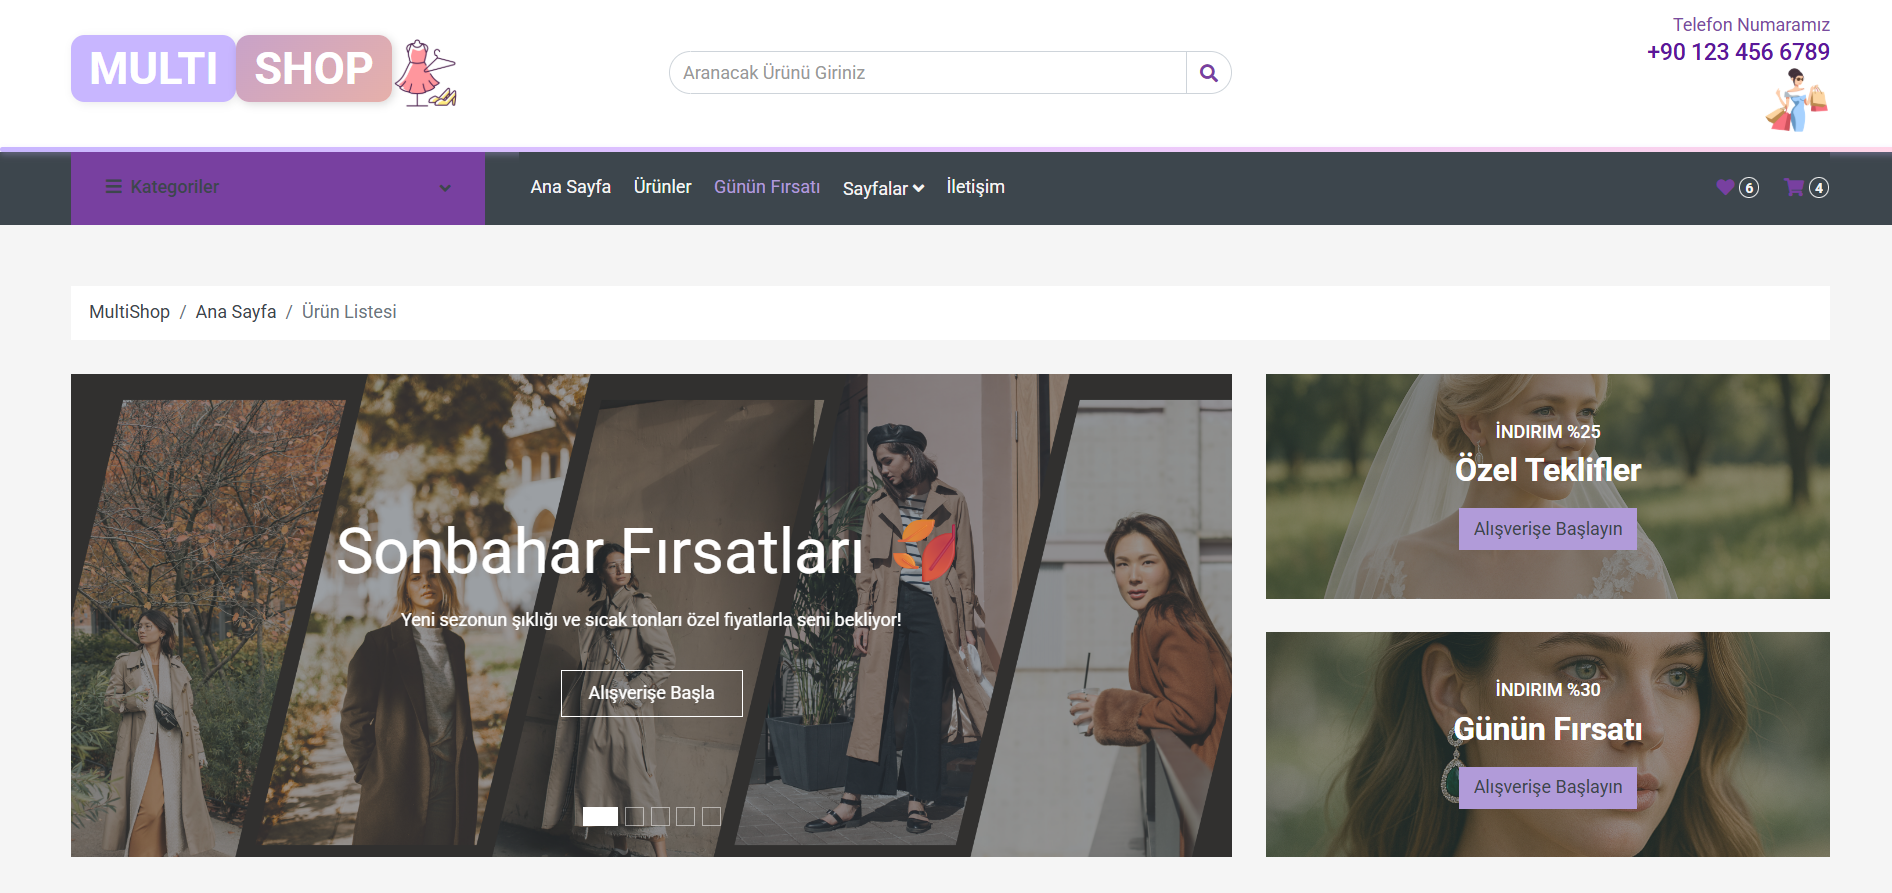 MULTI SHOP
Aranacak Ürünü Giriniz
Telefon Numaramız
+90 123 456 6789
Kategoriler
Ana Sayfa Ürünler Günün Fırsatı Sayfalar İletişim
6 4
MultiShop / Ana Sayfa / Ürün Listesi
Sonbahar Fırsatları
Yeni sezonun şıklığı ve sıcak tonları özel fiyatlarla seni bekliyor!
Alışverişe Başla
İNDIRIM %25
Özel Teklifler
Alışverişe Başlayın
İNDIRIM %30
Günün Fırsatı
Alışverişe Başlayın